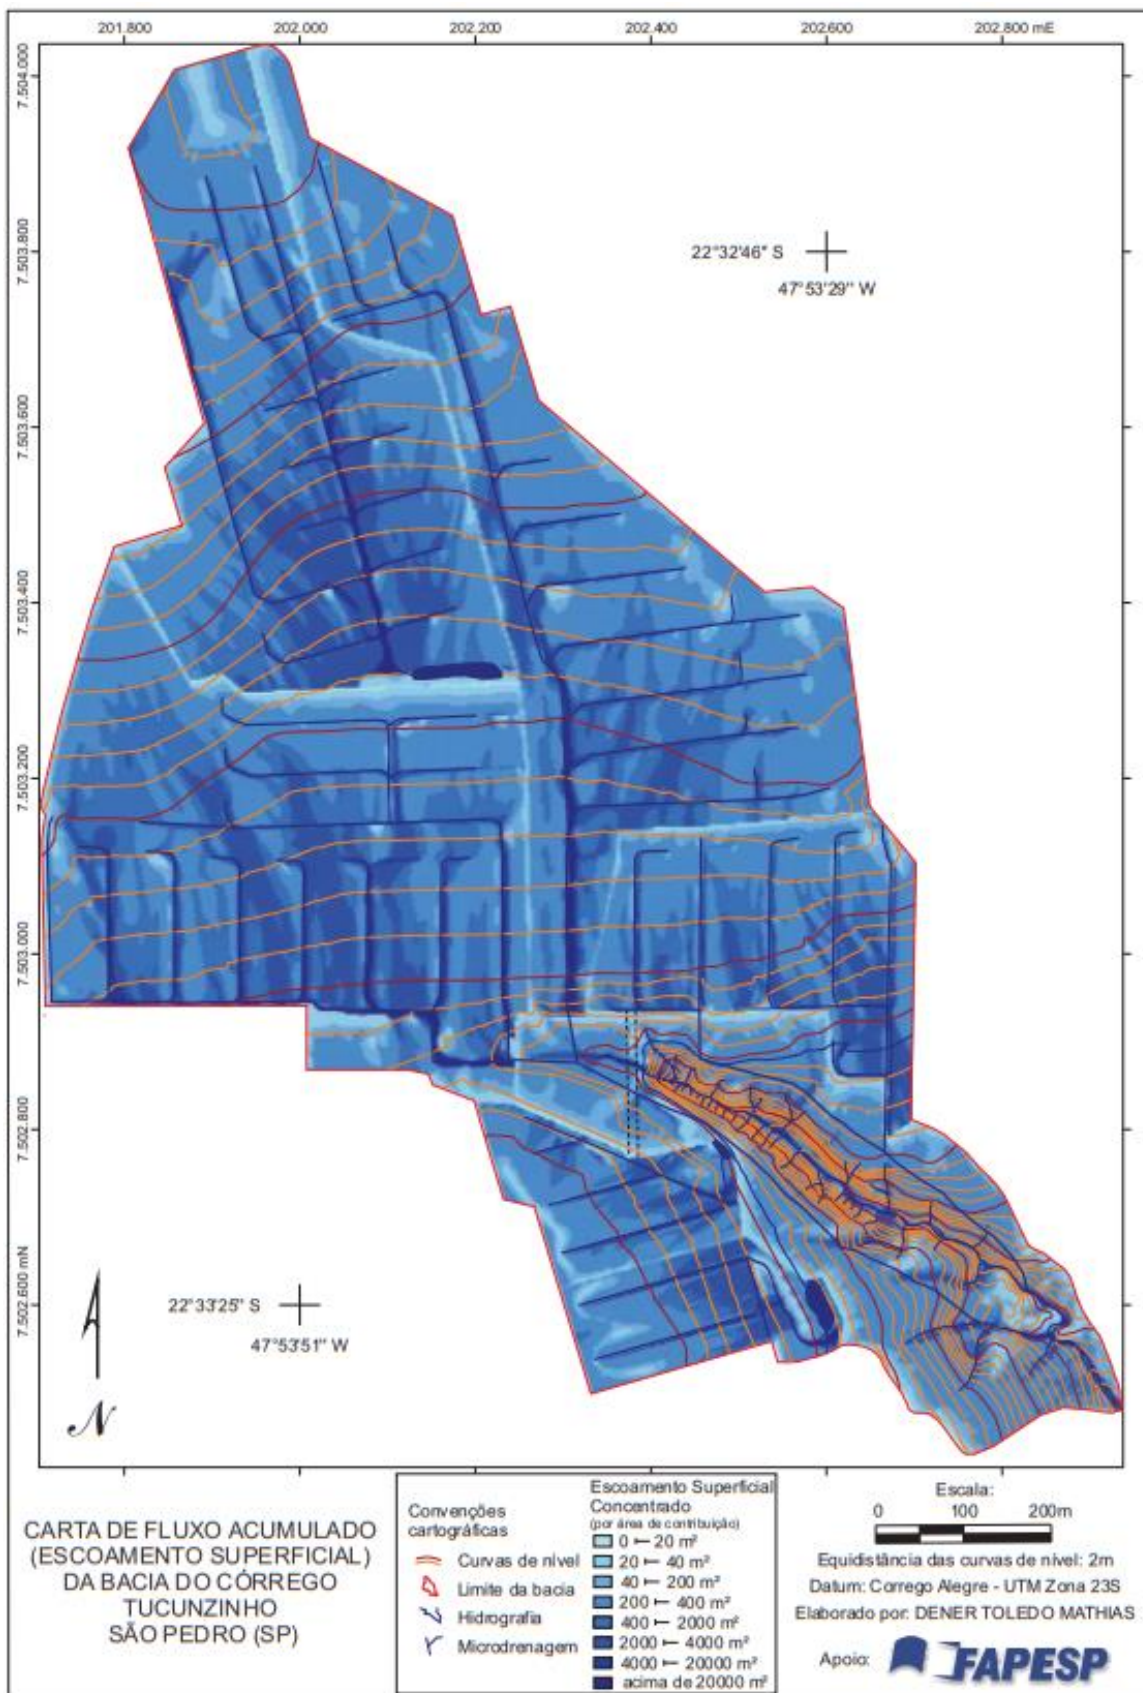 201.800 202.000 202.200 202.400 202.600 202.800 mE
7.504.000
7.503.800
7.503.600
7.503.400
7.503.200
7.503.000
7.502.800
7.502.600 mN
22°32'46" S
47°53'29" W
22°33'25" S
47°53'51" W
N
CARTA DE FLUXO ACUMULADO
(ESCOAMENTO SUPERFICIAL)
DA BACIA DO CÓRREGO
TUCUNZINHO
SÃO PEDRO (SP)
Convenções
cartográficas
Curvas de nível
Limite da bacia
Hidrografia
Microdrenagem
Escoamento Superficial
Concentrado
(por área de contribuição)
0 ⟝ 20 m²
20 ⟝ 40 m²
40 ⟝ 200 m²
200 ⟝ 400 m²
400 ⟝ 2000 m²
2000 ⟝ 4000 m²
4000 ⟝ 20000 m²
acima de 20000 m²
Escala:
0 100 200m
Equidistância das curvas de nível: 2m
Datum: Corrego Alegre - UTM Zona 23S
Elaborado por: DENER TOLEDO MATHIAS
Apoio: FAPESP